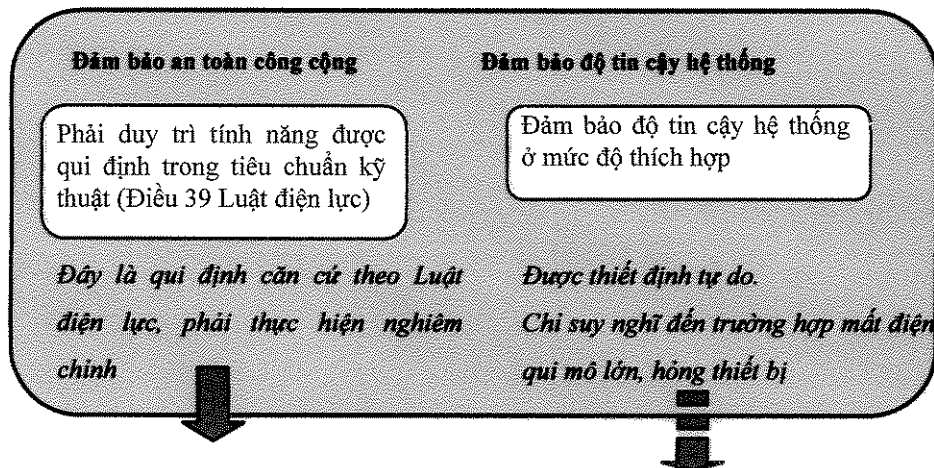 Đảm bảo an toàn công cộng
Phải duy trì tính năng được
qui định trong tiêu chuẩn kỹ
thuật (Điều 39 Luật điện lực)
Đây là qui định căn cứ theo Luật
điện lực, phải thực hiện nghiêm
chỉnh
Đảm bảo độ tin cậy hệ thống
Đảm bảo độ tin cậy hệ thống
ở mức độ thích hợp
Được thiết định tự do.
Chỉ suy nghĩ đến trường hợp mất điện
qui mô lớn, hỏng thiết bị